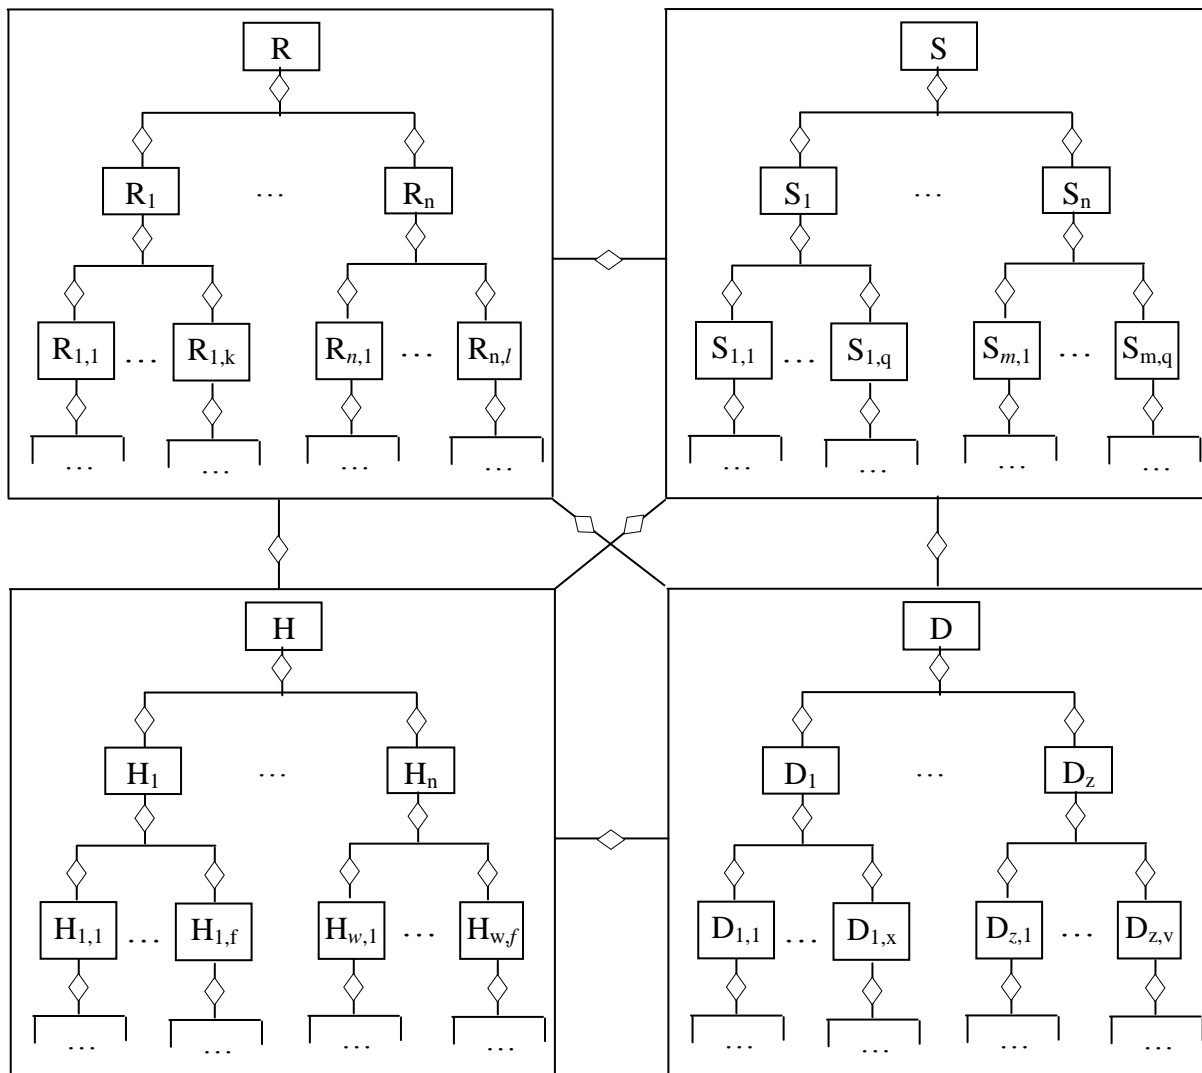 R
R1 ... Rn
R1,1 ... R1,k Rn,1 ... Rn,l
... ... ... ...
S
S1 ... Sn
S1,1 ... S1,q Sm,1 ... Sm,q
... ... ... ...
H
H1 ... Hn
H1,1 ... H1,f Hw,1 ... Hw,f
... ... ... ...
D
D1 ... Dz
D1,1 ... D1,x Dz,1 ... Dz,v
... ... ... ...